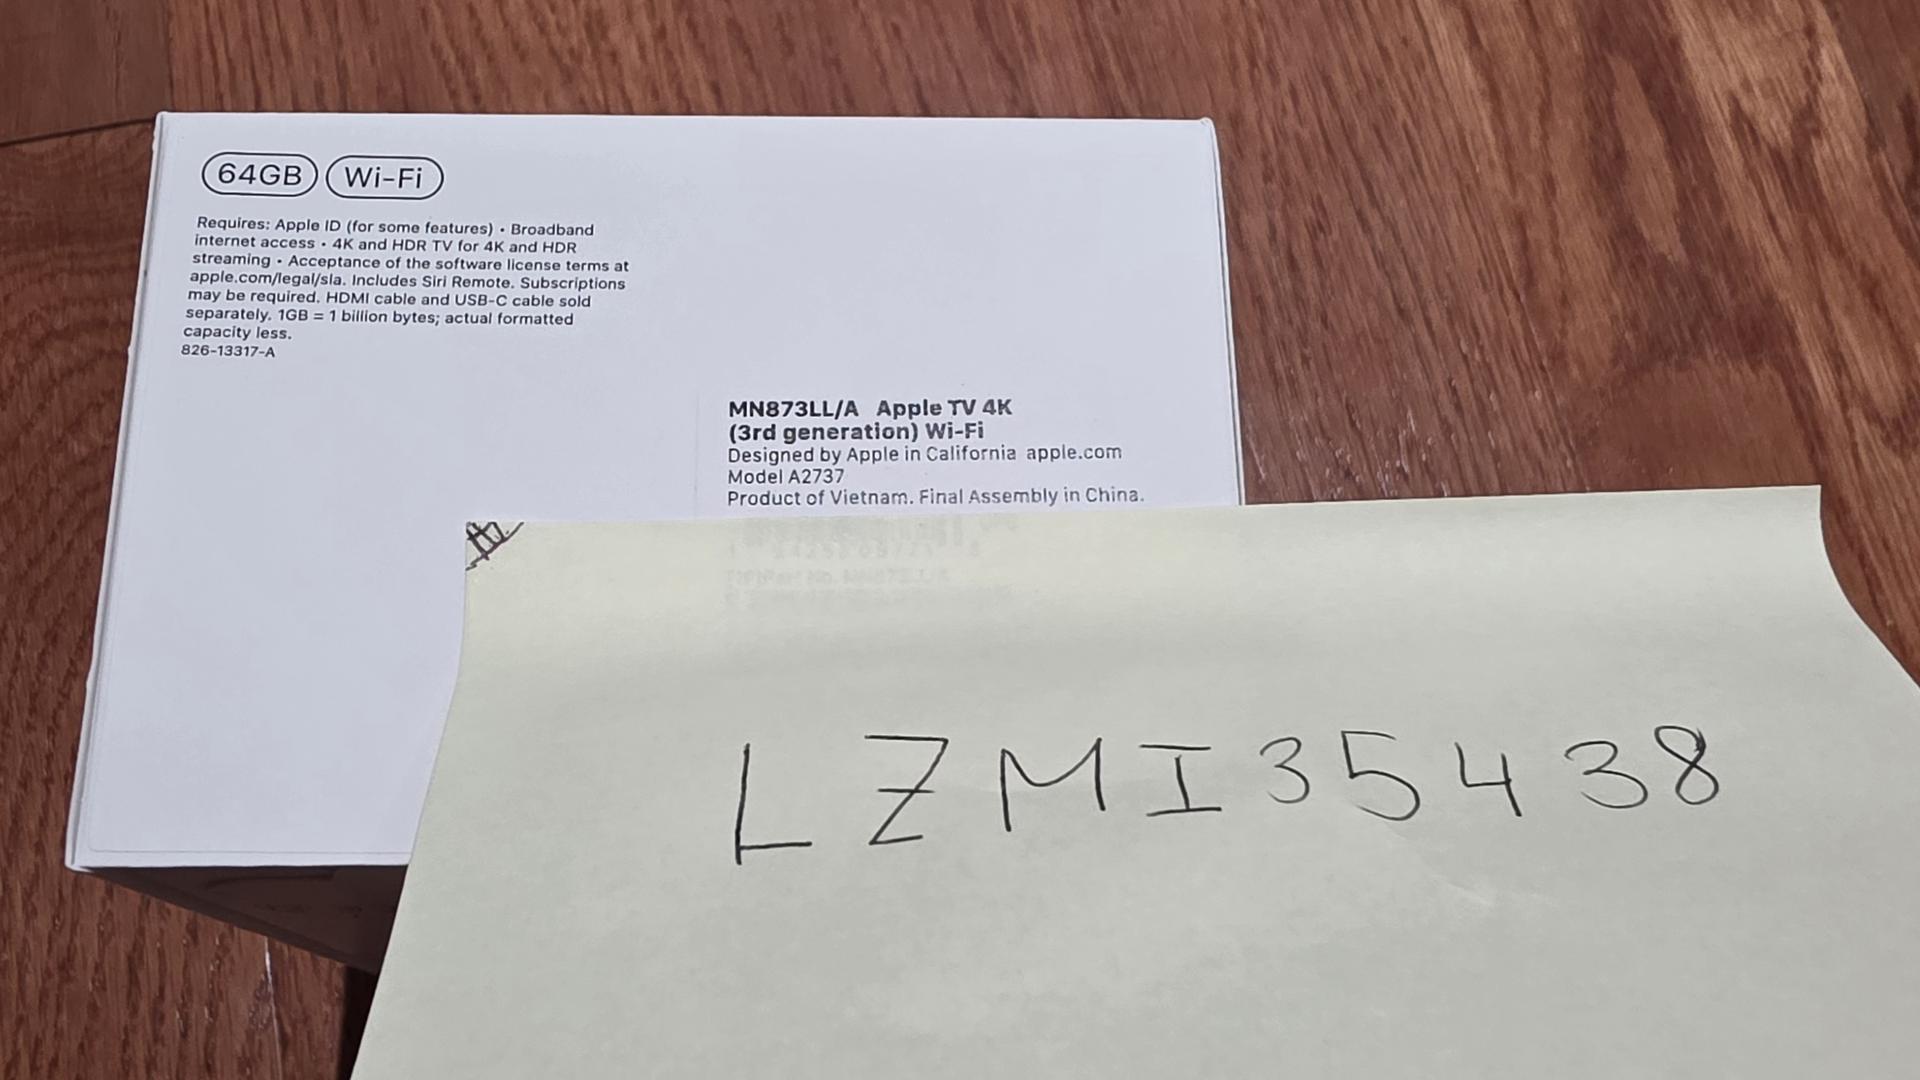 64GB Wi-Fi
Requires: Apple ID (for some features) • Broadband
internet access • 4K and HDR TV for 4K and HDR
streaming • Acceptance of the software license terms at
apple.com/legal/sla. Includes Siri Remote. Subscriptions
may be required. HDMI cable and USB-C cable sold
separately. 1GB = 1 billion bytes; actual formatted
capacity less.
826-13317-A
MN873LL/A Apple TV 4K
(3rd generation) Wi-Fi
Designed by Apple in California apple.com
Model A2737
Product of Vietnam. Final Assembly in China.
LZMI35438